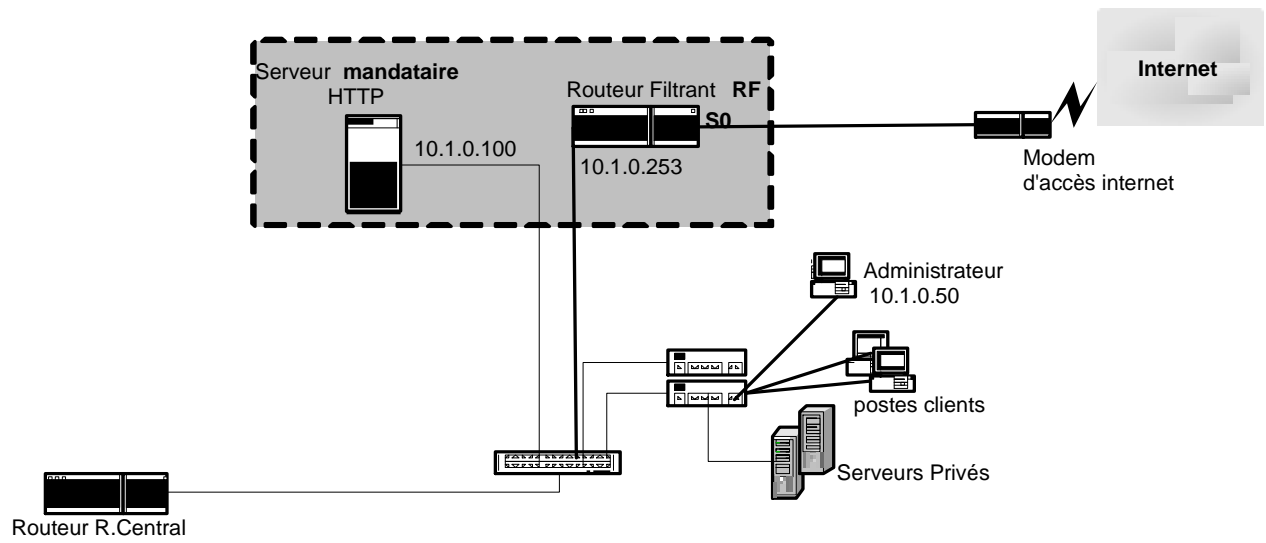 Serveur mandataire
HTTP
10.1.0.100
Routeur Filtrant RF
S0
10.1.0.253
Internet
Modem
d'accès internet
Administrateur
10.1.0.50
postes clients
Serveurs Privés
Routeur R.Central